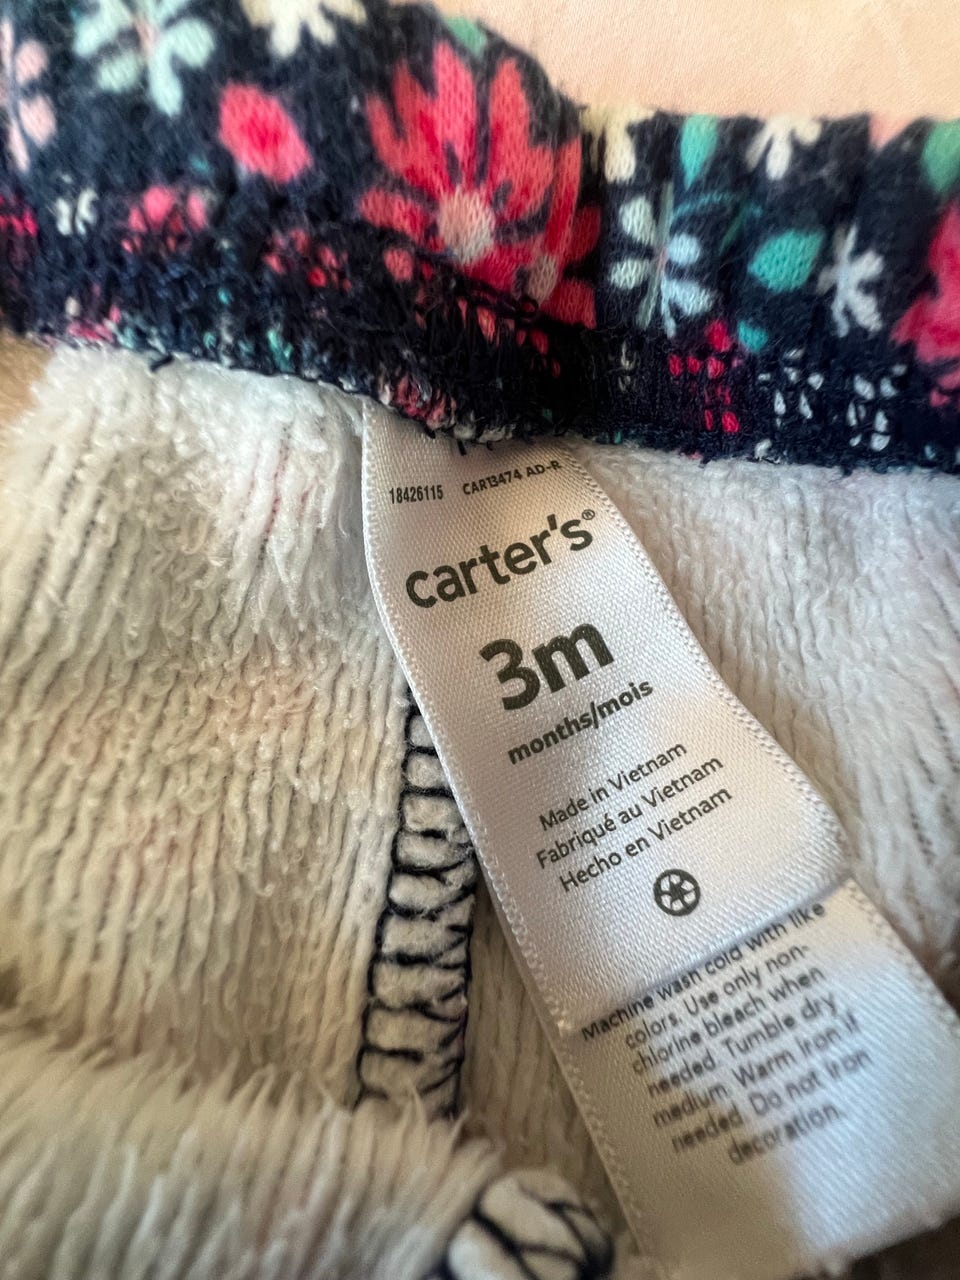 18426115 CAR13474 AD-R
carter's®
3m
months/mois
Made in Vietnam
Fabriqué au Vietnam
Hecho en Vietnam
Machine wash cold with like
colors. Use only non-
chlorine bleach when
needed. Tumble dry
medium. Warm iron if
needed. Do not iron
decoration.